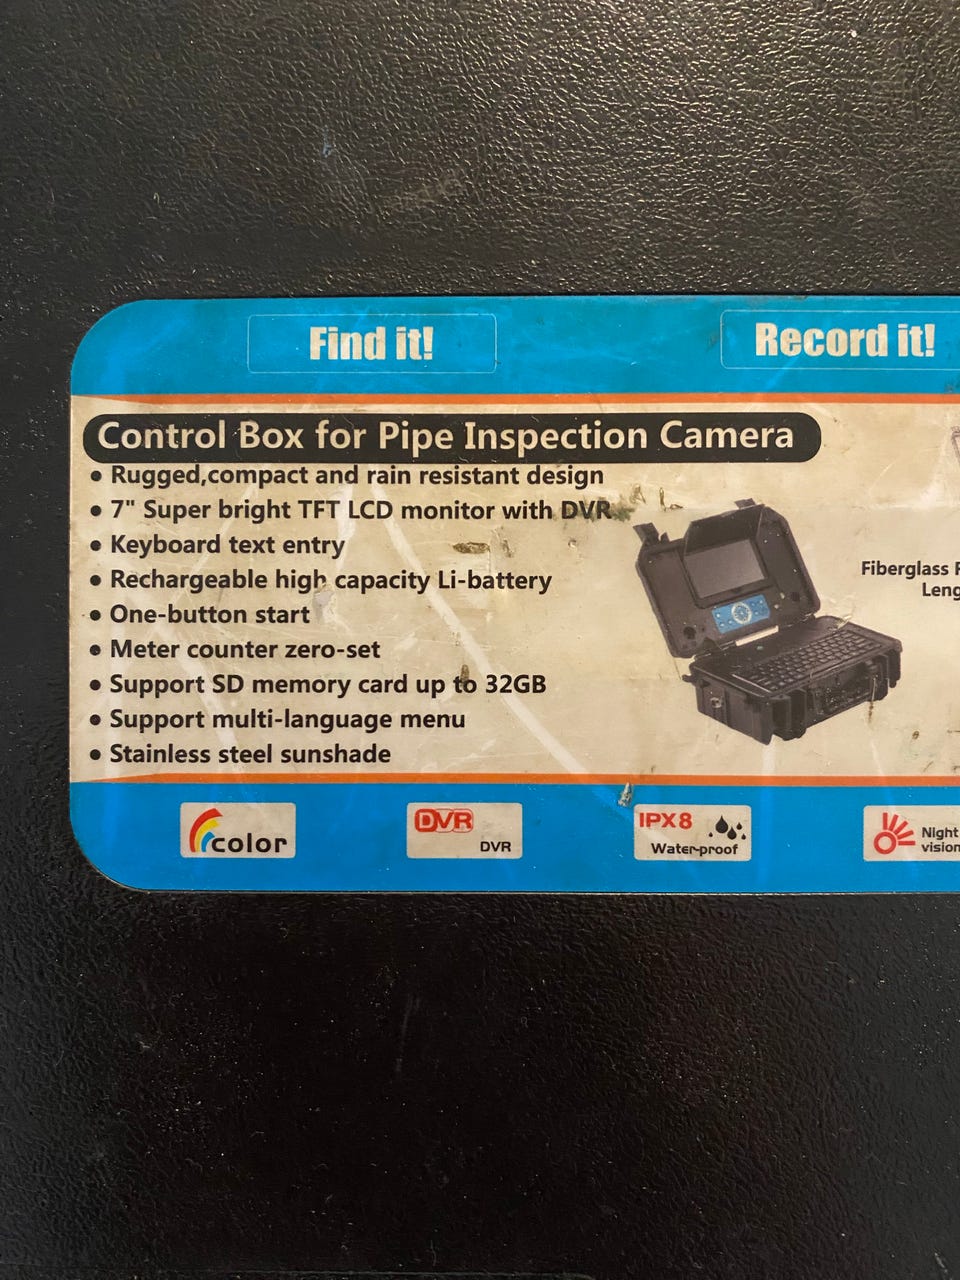 Find it!
Record it!
Control Box for Pipe Inspection Camera
• Rugged,compact and rain resistant design
• 7" Super bright TFT LCD monitor with DVR
• Keyboard text entry
• Rechargeable high capacity Li-battery
• One-button start
• Meter counter zero-set
• Support SD memory card up to 32GB
• Support multi-language menu
• Stainless steel sunshade
Fiberglass
color
DVR
DVR
IPX8
Water-proof
Night
vision